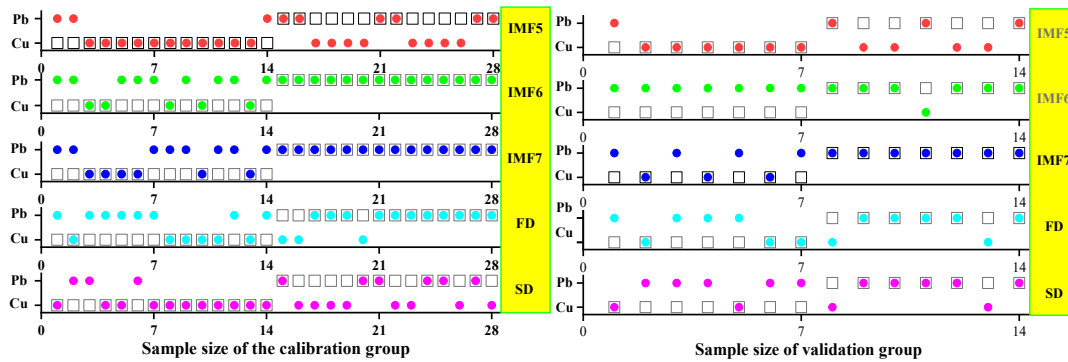 Pb
Cu
IMF5
0 7 14 21 28
Pb
Cu
IMF6
0 7 14 21 28
Pb
Cu
IMF7
0 7 14 21 28
Pb
Cu
FD
0 7 14 21 28
Pb
Cu
SD
0 7 14 21 28
Sample size of the calibration group
Pb
Cu
IMF5
0 7 14
Pb
Cu
IMF6
0 7 14
Pb
Cu
IMF7
0 7 14
Pb
Cu
FD
0 7 14
Pb
Cu
SD
0 7 14
Sample size of validation group